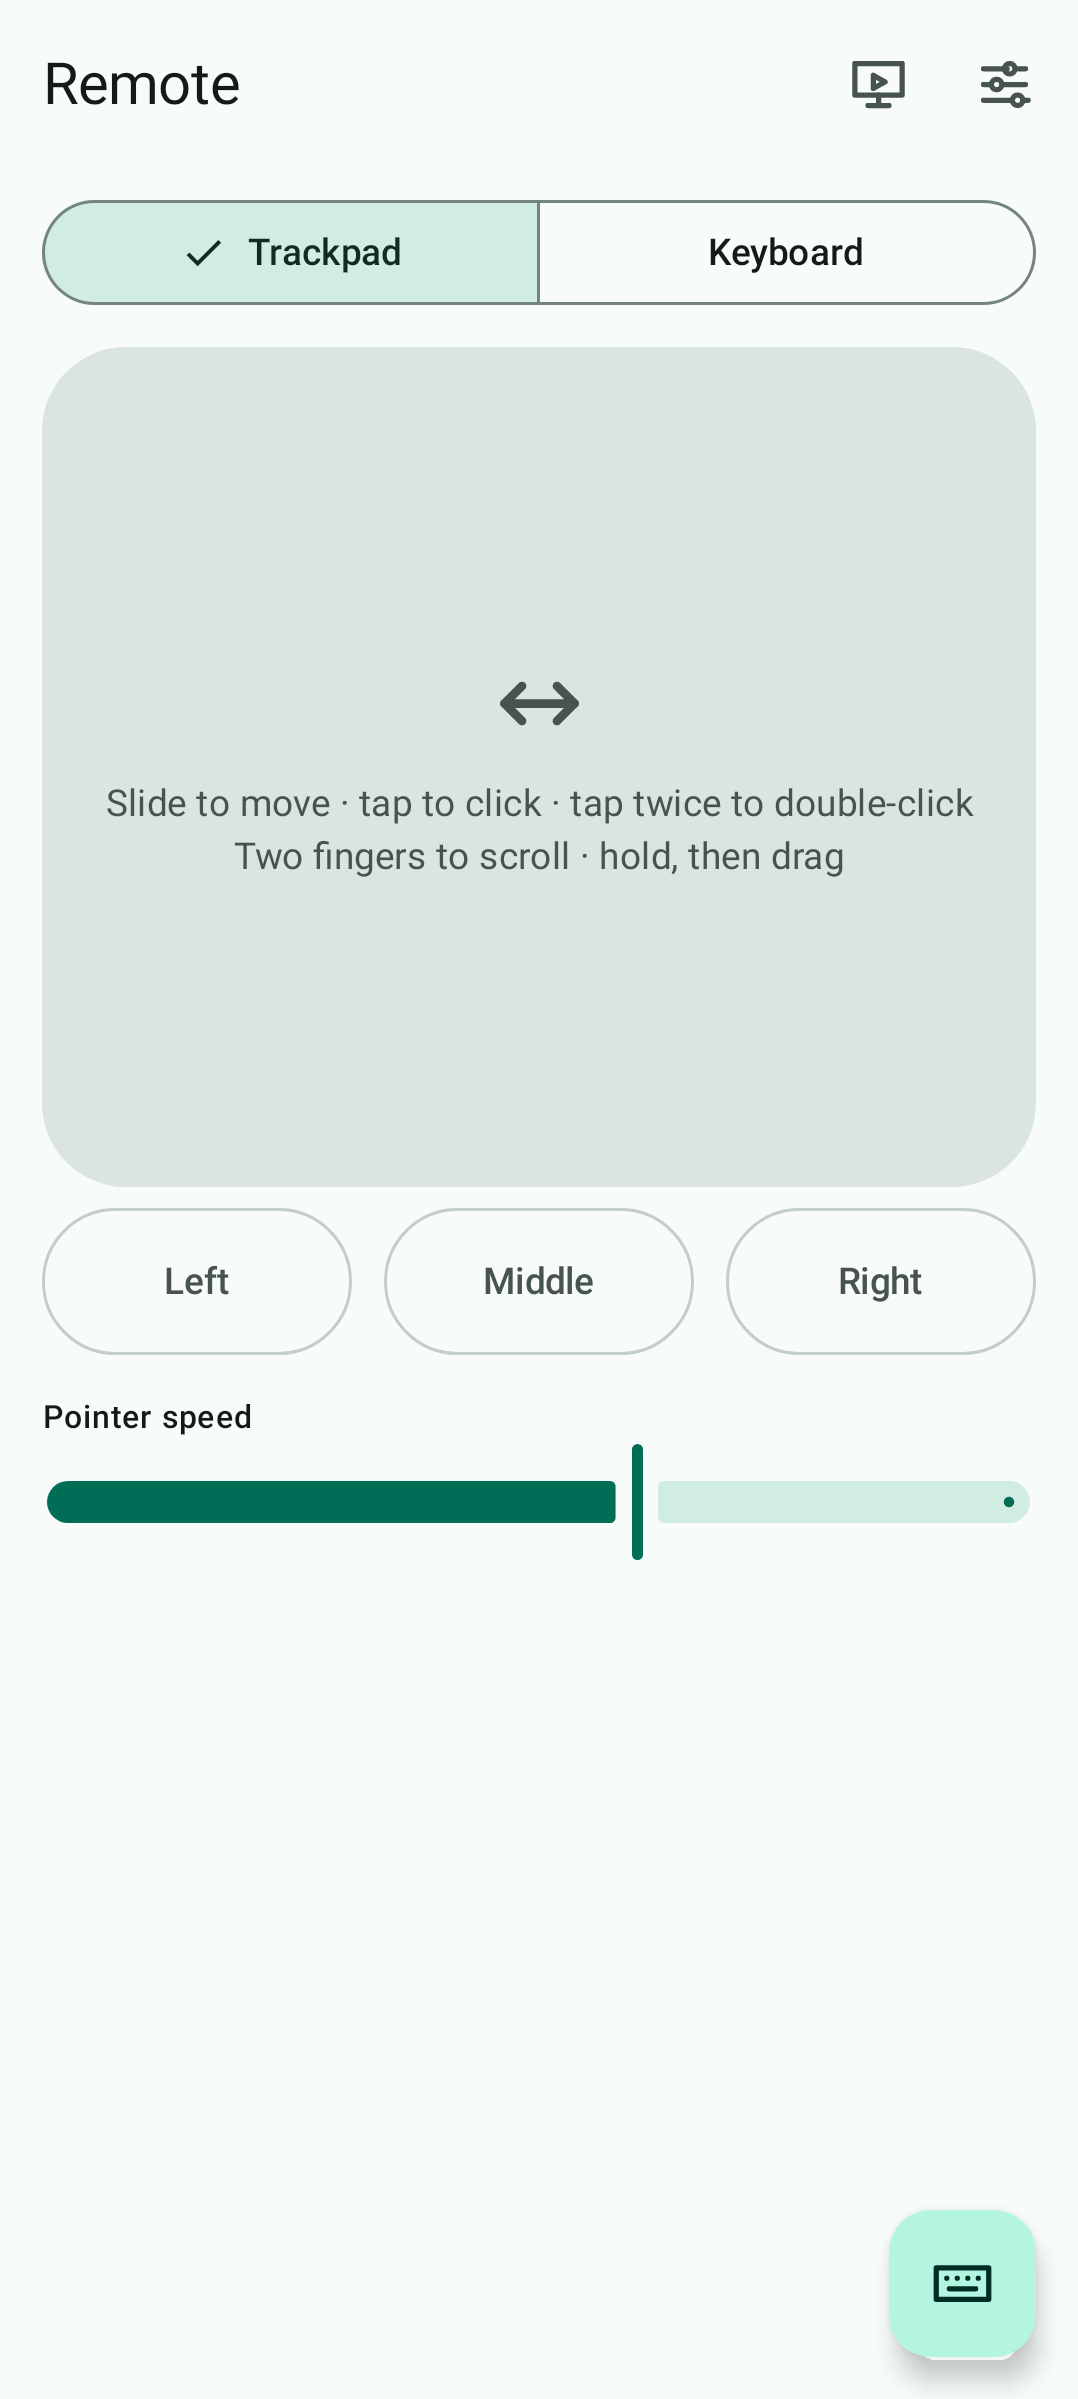 Remote
Trackpad
Keyboard
Slide to move · tap to click · tap twice to double-click
Two fingers to scroll · hold, then drag
Left
Middle
Right
Pointer speed